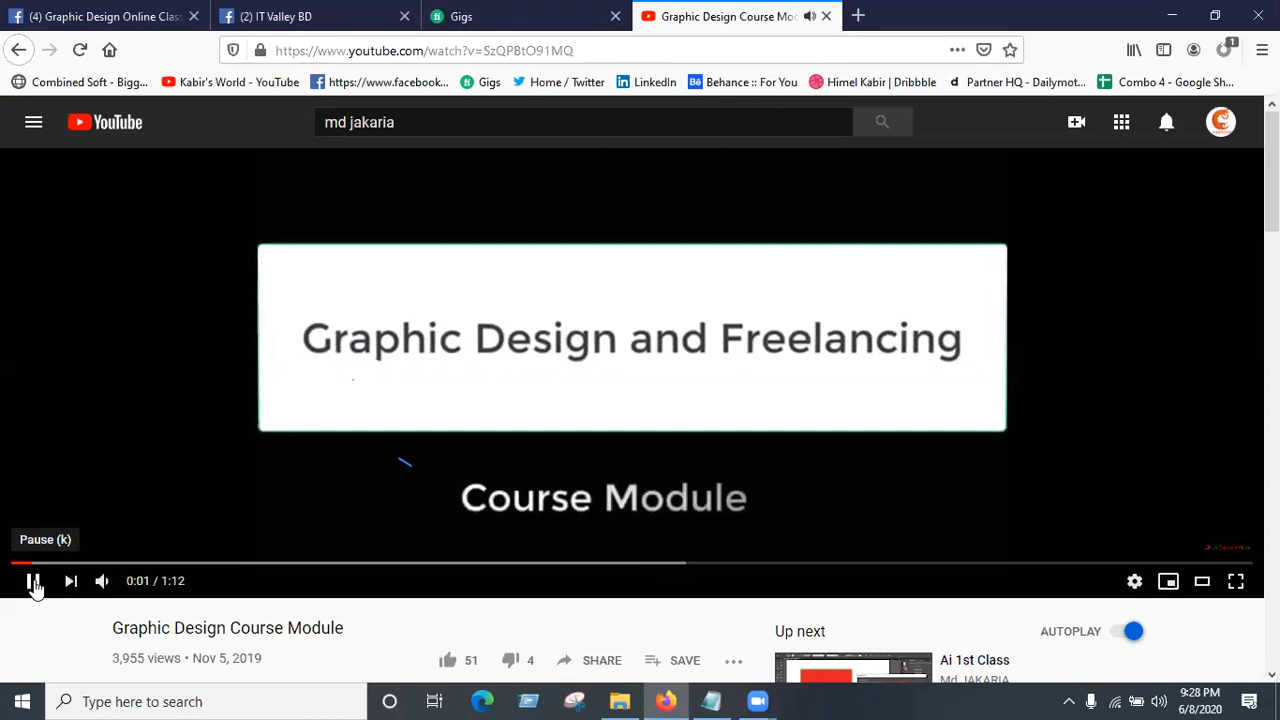 (4) Graphic Design Online Clas
(2) IT Valley BD
Gigs
Graphic Design Course Mo
https://www.youtube.com/watch?v=SzQPBtO91MQ
1
Combined Soft - Bigg...
Kabir's World - YouTube
https://www.facebook...
Gigs
Home / Twitter
LinkedIn
Behance :: For You
Himel Kabir | Dribbble
Partner HQ - Dailymot...
Combo 4 - Google Sh...
YouTube
md jakaria
Graphic Design and Freelancing
Course Module
Pause (k)
0:01 / 1:12
Graphic Design Course Module
3,955 views • Nov 5, 2019
51
4
SHARE
SAVE
Up next
AUTOPLAY
Ai 1st Class
Md. JAKARIA
Type here to search
9:28 PM
6/8/2020